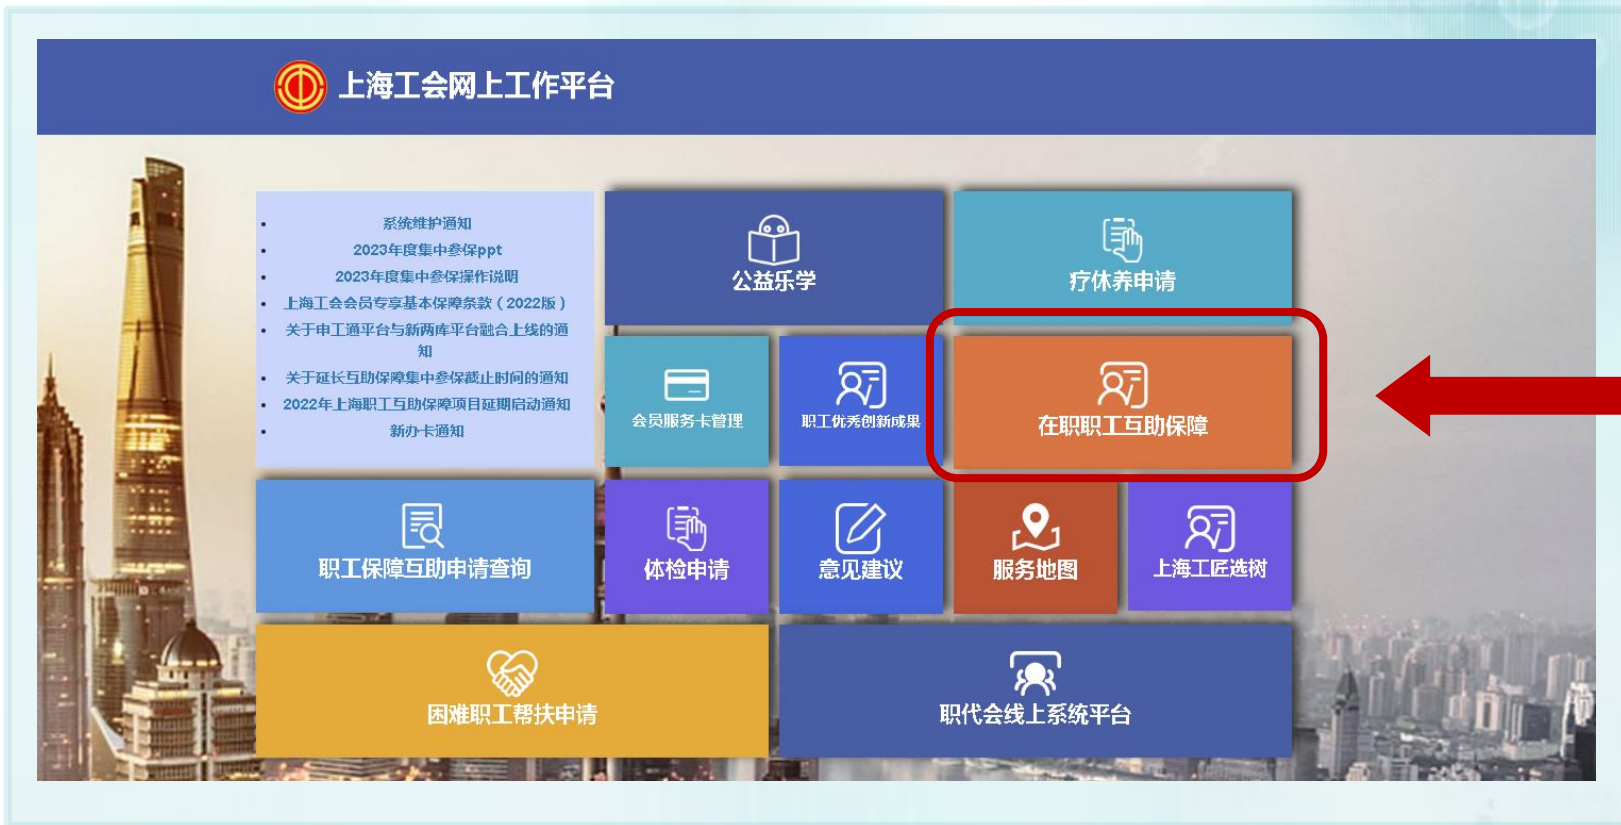 上海工会网上工作平台
系统维护通知
2023年度集中参保ppt
2023年度集中参保操作说明
上海工会会员专享基本保障条款（2022版）
关于申工通平台与新两库平台融合上线的通
知
关于延长互助保障集中参保截止时间的通知
2022年上海职工互助保障项目延期启动通知
新办卡通知
公益乐学
疗休养申请
会员服务卡管理
职工优秀创新成果
在职职工互助保障
职工保障互助申请查询
体检申请
意见建议
服务地图
上海工匠选树
困难职工帮扶申请
职代会线上系统平台